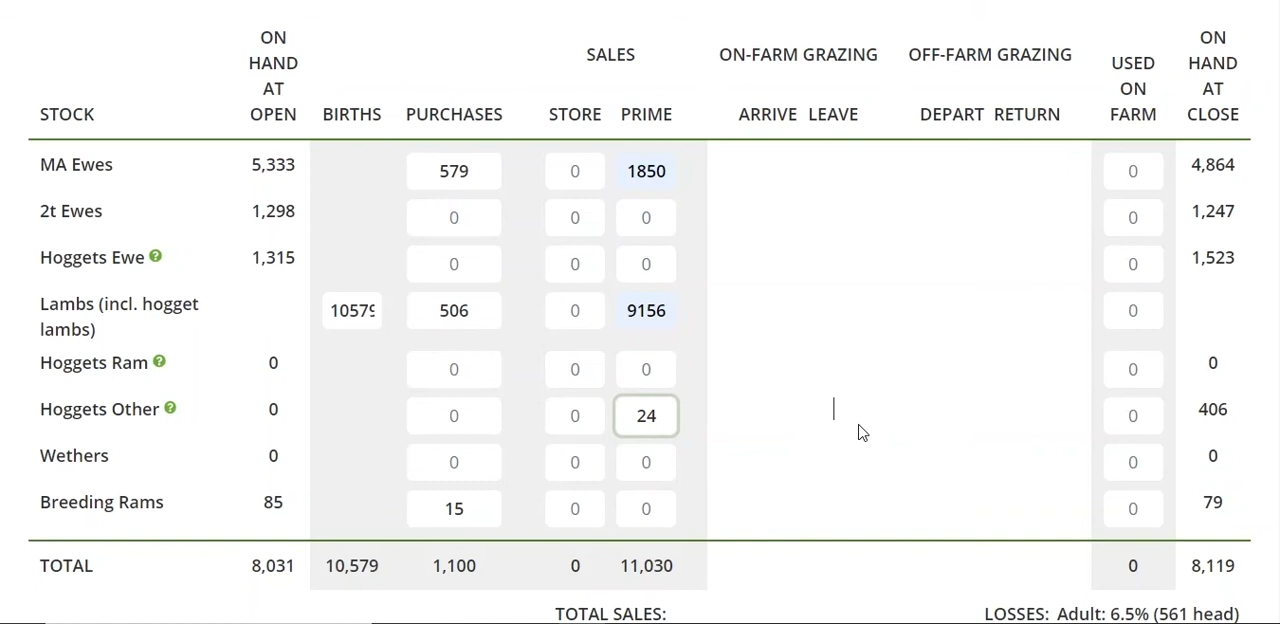 STOCK ON HAND AT OPEN BIRTHS PURCHASES SALES STORE PRIME ON-FARM GRAZING ARRIVE LEAVE OFF-FARM GRAZING DEPART RETURN USED ON FARM ON HAND AT CLOSE
MA Ewes 5,333 579 0 1850 0 4,864
2t Ewes 1,298 0 0 0 0 1,247
Hoggets Ewe ? 1,315 0 0 0 0 1,523
Lambs (incl. hogget lambs) 10579 506 0 9156 0
Hoggets Ram ? 0 0 0 0 0 0
Hoggets Other ? 0 0 0 24 0 406
Wethers 0 0 0 0 0 0
Breeding Rams 85 15 0 0 0 79
TOTAL 8,031 10,579 1,100 0 11,030 0 8,119
TOTAL SALES: LOSSES: Adult: 6.5% (561 head)